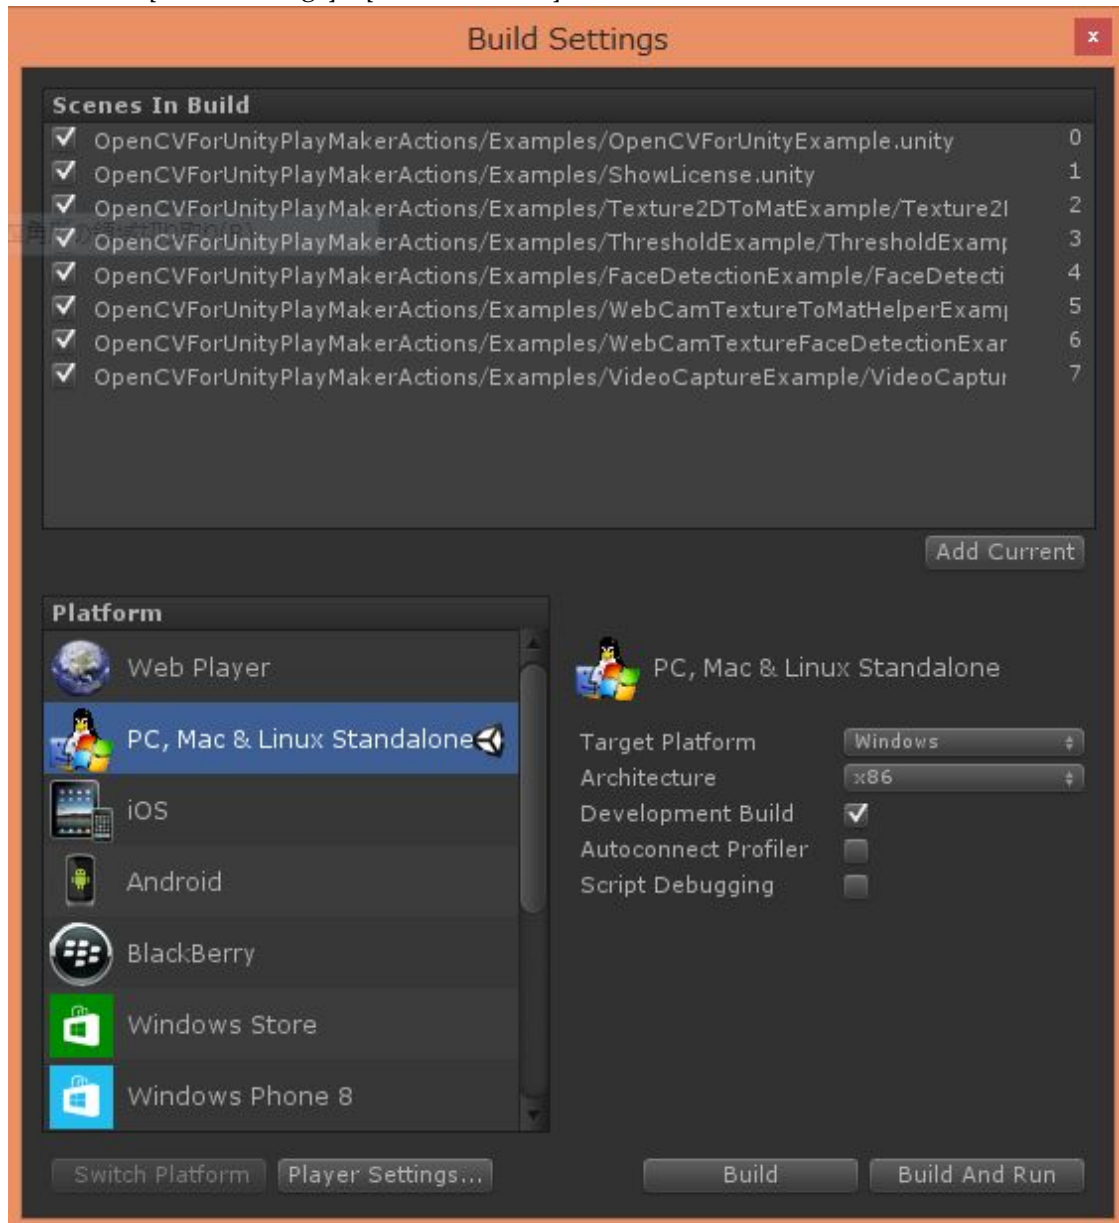 Build Settings
x
Scenes In Build
OpenCVForUnityPlayMakerActions/Examples/OpenCVForUnityExample.unity 0
OpenCVForUnityPlayMakerActions/Examples/ShowLicense.unity 1
OpenCVForUnityPlayMakerActions/Examples/Texture2DToMatExample/Texture2I 2
OpenCVForUnityPlayMakerActions/Examples/ThresholdExample/ThresholdExamp 3
OpenCVForUnityPlayMakerActions/Examples/FaceDetectionExample/FaceDetecti 4
OpenCVForUnityPlayMakerActions/Examples/WebCamTextureToMatHelperExamp 5
OpenCVForUnityPlayMakerActions/Examples/WebCamTextureFaceDetectionExar 6
OpenCVForUnityPlayMakerActions/Examples/VideoCaptureExample/VideoCaptur 7
Add Current
Platform
Web Player
PC, Mac & Linux Standalone
iOS
Android
BlackBerry
Windows Store
Windows Phone 8
PC, Mac & Linux Standalone
Target Platform Windows
Architecture x86
Development Build
Autoconnect Profiler
Script Debugging
Switch Platform Player Settings... Build Build And Run